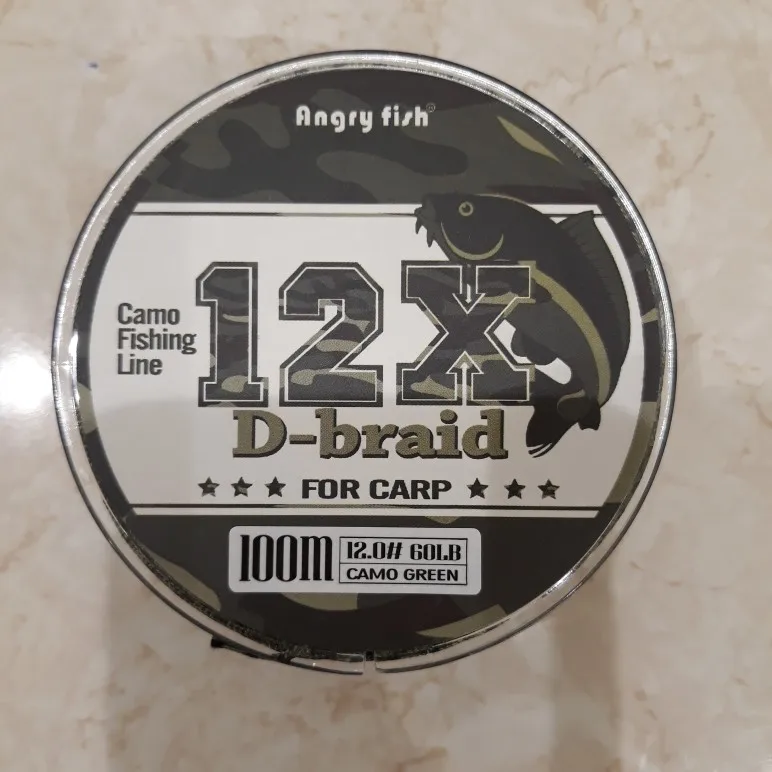 Angry fish®
Camo
Fishing
Line
12X
D-braid
FOR CARP
100m
12.0# 60LB
CAMO GREEN